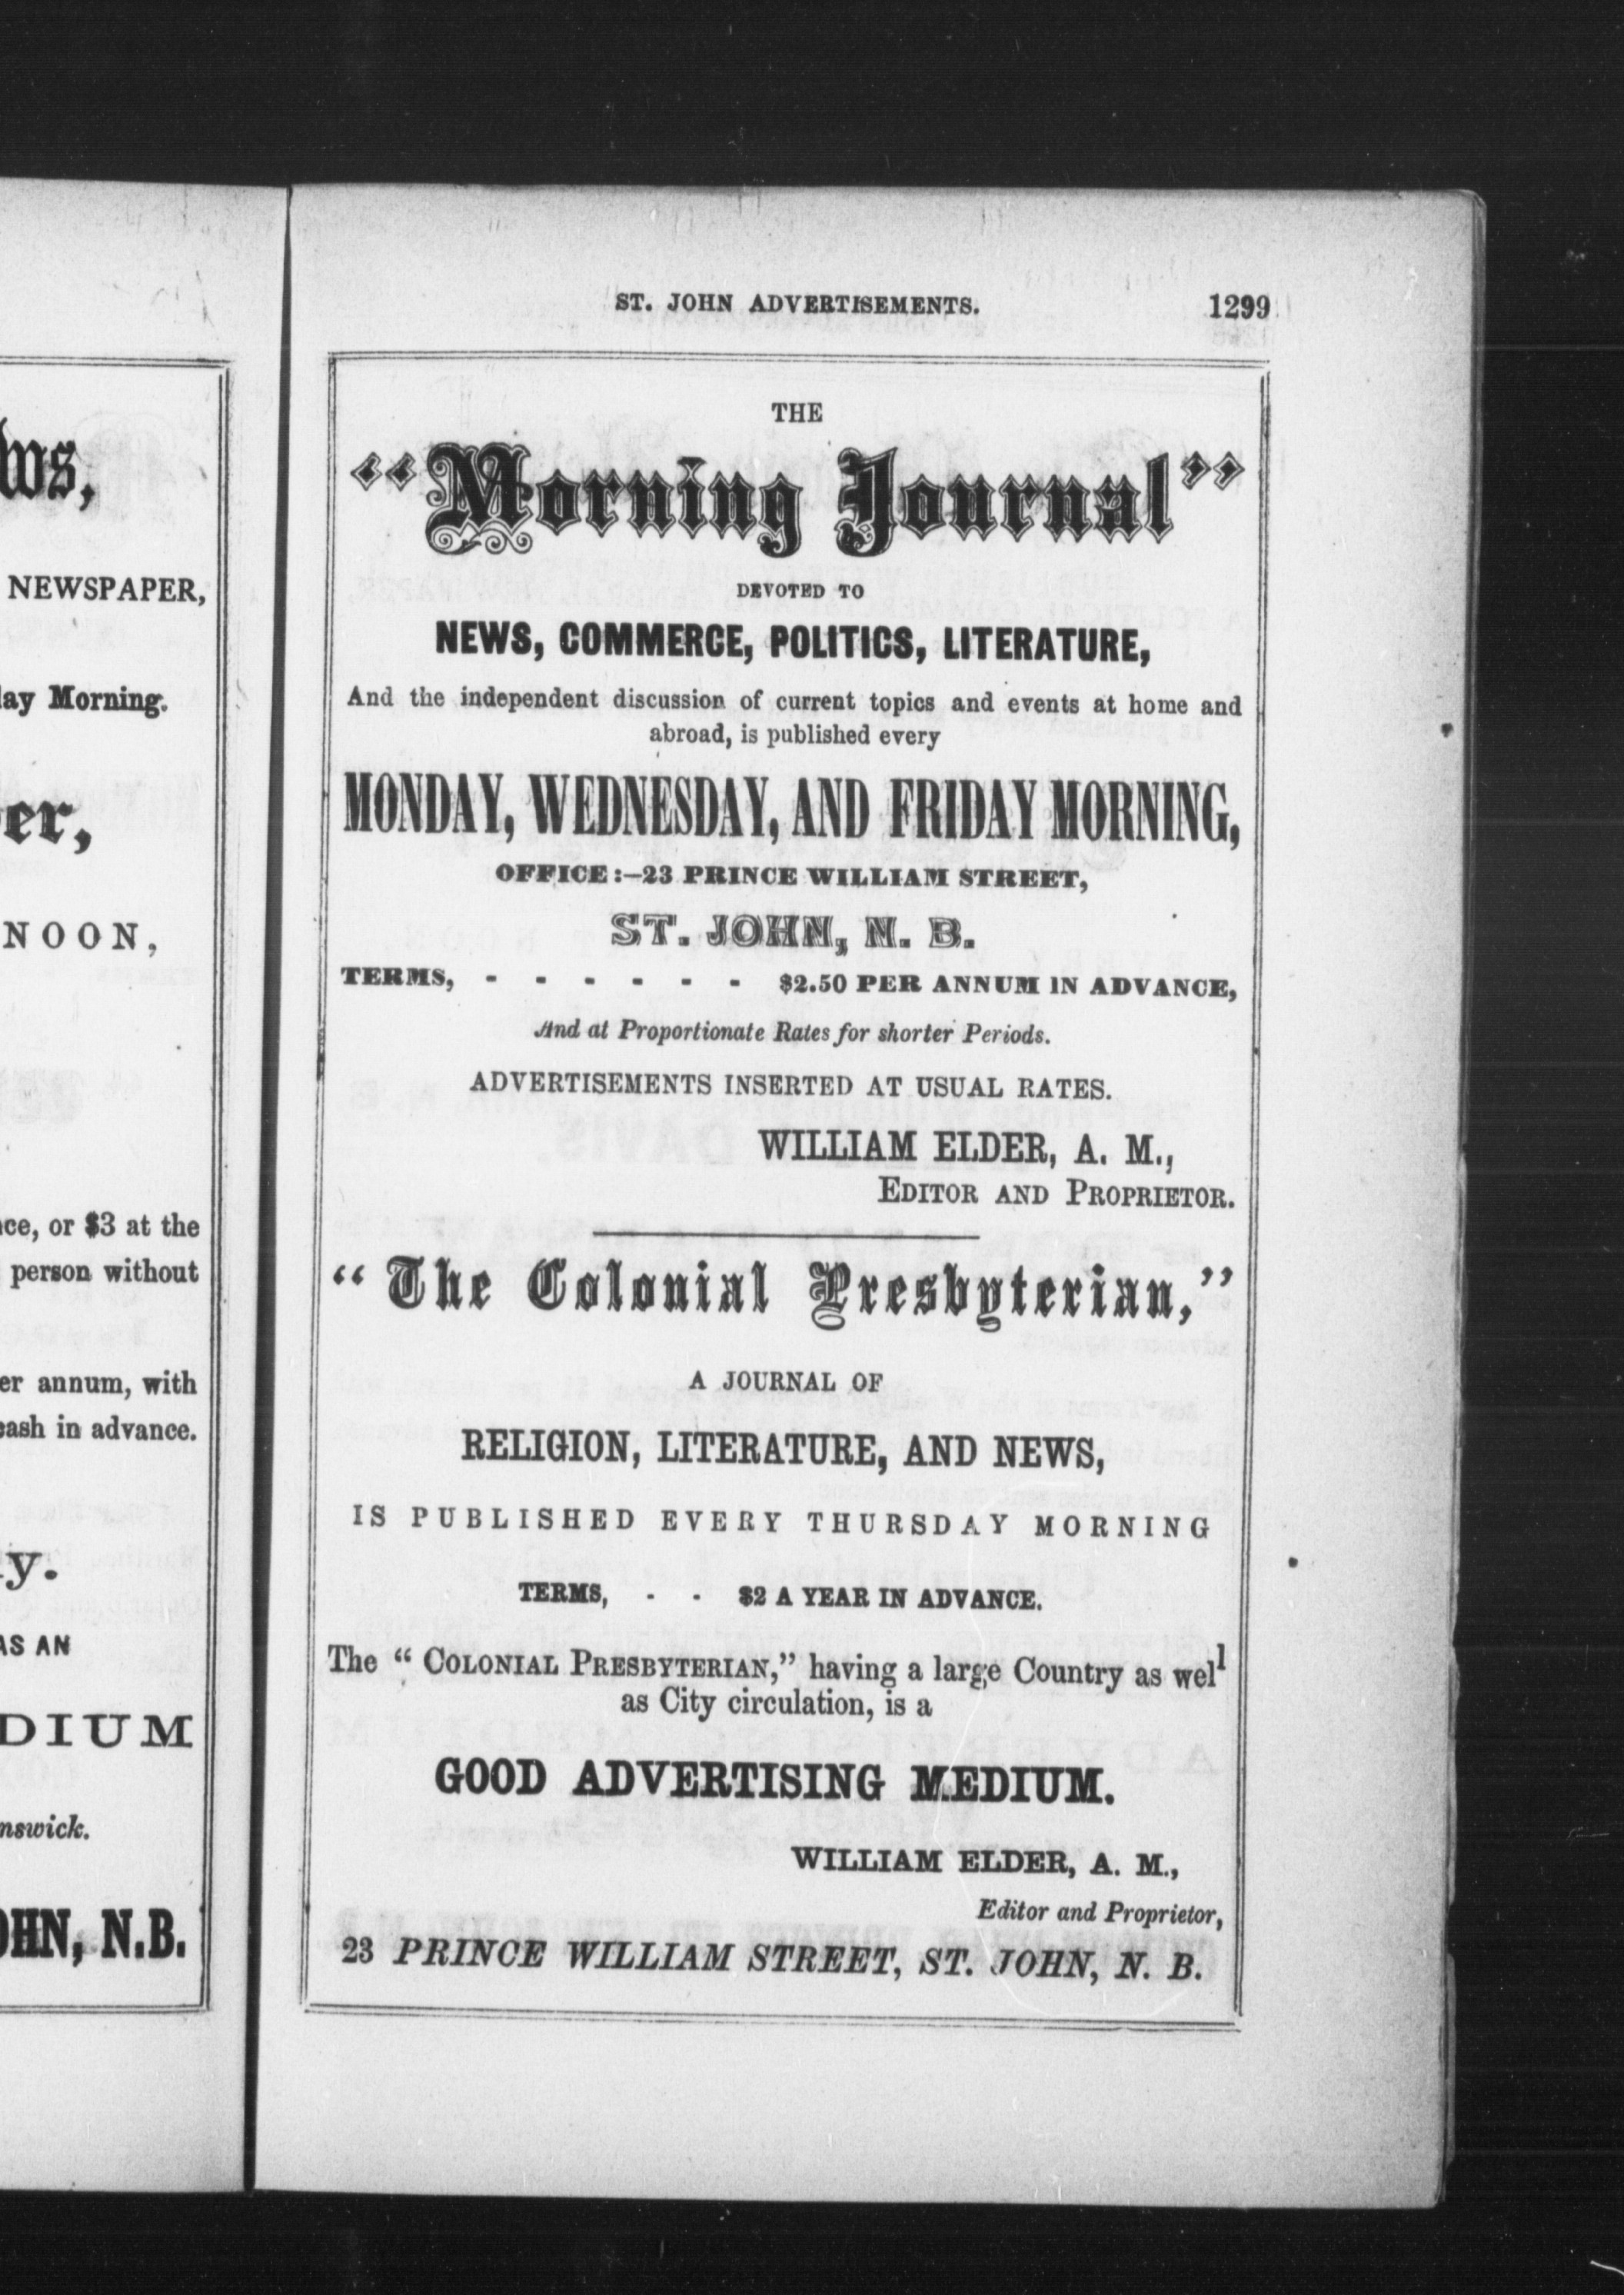 ws,
NEWSPAPER,
ay Morning.
er,
NOON,
ce, or $3 at the
person without
er annum, with
cash in advance.
y.
AS AN
DIUM
nswick.
OHN, N.B.
ST. JOHN ADVERTISEMENTS. 1299
THE
“Morning Journal”
DEVOTED TO
NEWS, COMMERCE, POLITICS, LITERATURE,
And the independent discussion of current topics and events at home and
abroad, is published every
MONDAY, WEDNESDAY, AND FRIDAY MORNING,
OFFICE:—23 PRINCE WILLIAM STREET,
ST. JOHN, N. B.
TERMS, - - - - - - $2.50 PER ANNUM IN ADVANCE,
And at Proportionate Rates for shorter Periods.
ADVERTISEMENTS INSERTED AT USUAL RATES.
WILLIAM ELDER, A. M.,
EDITOR AND PROPRIETOR.
“The Colonial Presbyterian,”
A JOURNAL OF
RELIGION, LITERATURE, AND NEWS,
IS PUBLISHED EVERY THURSDAY MORNING
TERMS, - - $2 A YEAR IN ADVANCE.
The “COLONIAL PRESBYTERIAN,” having a large Country as well
as City circulation, is a
GOOD ADVERTISING MEDIUM.
WILLIAM ELDER, A. M.,
Editor and Proprietor,
23 PRINCE WILLIAM STREET, ST. JOHN, N. B.